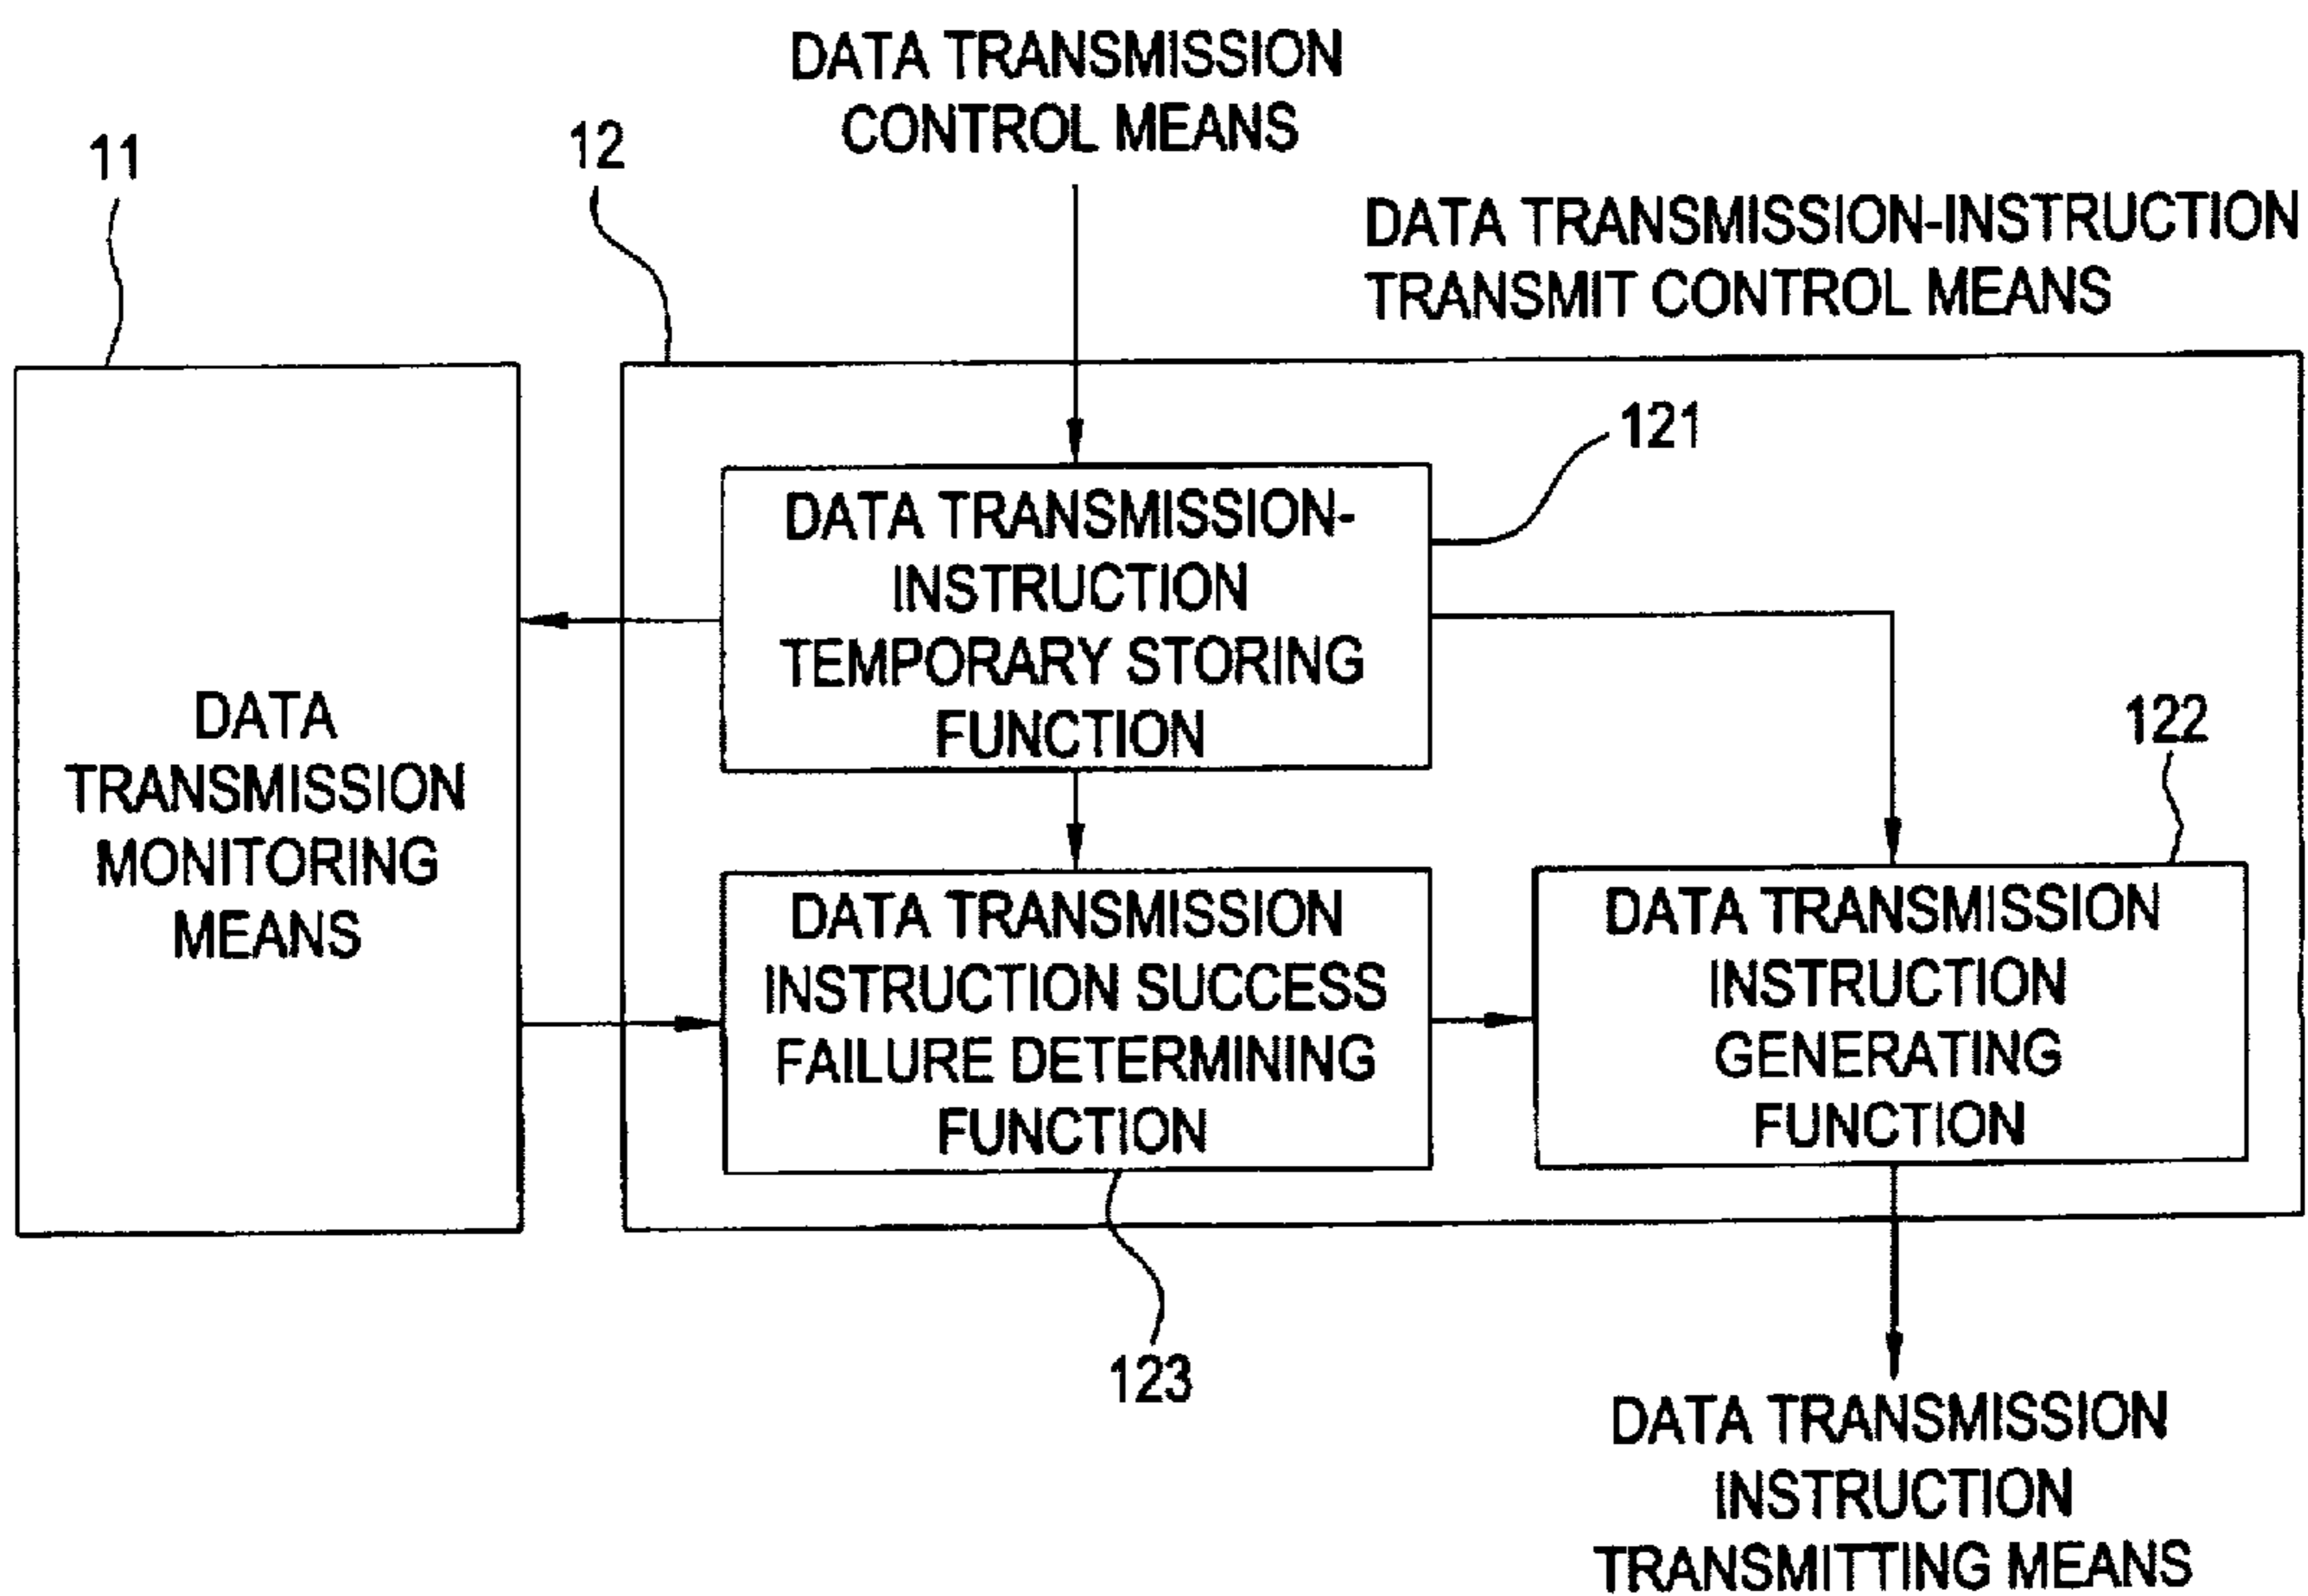 DATA TRANSMISSION
CONTROL MEANS
11
12
DATA TRANSMISSION-INSTRUCTION
TRANSMIT CONTROL MEANS
121
DATA TRANSMISSION-
INSTRUCTION
TEMPORARY STORING
FUNCTION
DATA
TRANSMISSION
MONITORING
MEANS
122
DATA TRANSMISSION
INSTRUCTION SUCCESS
FAILURE DETERMINING
FUNCTION
DATA TRANSMISSION
INSTRUCTION
GENERATING
FUNCTION
123
DATA TRANSMISSION
INSTRUCTION
TRANSMITTING MEANS